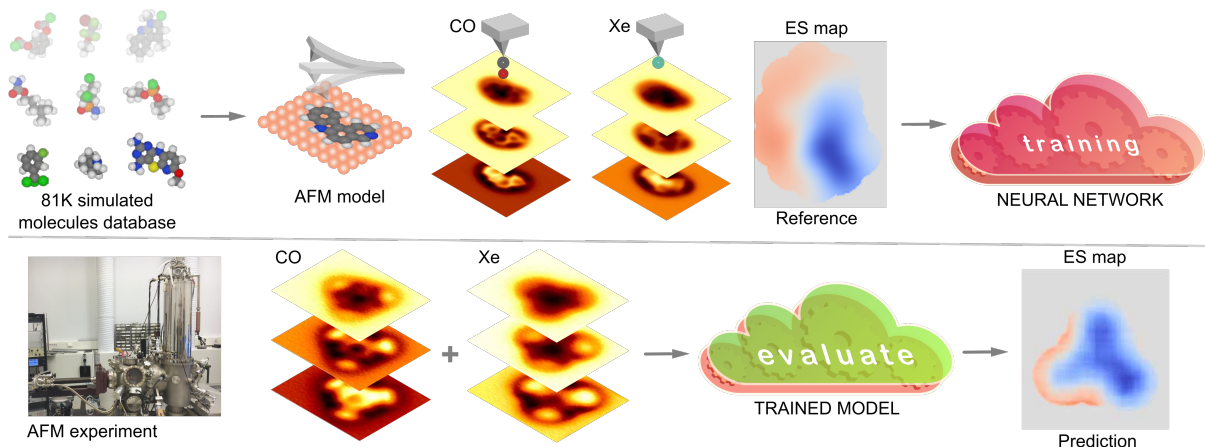 CO
Xe
ES map
81K simulated
molecules database
AFM model
Reference
training
NEURAL NETWORK
AFM experiment
CO
+
Xe
evaluate
TRAINED MODEL
ES map
Prediction